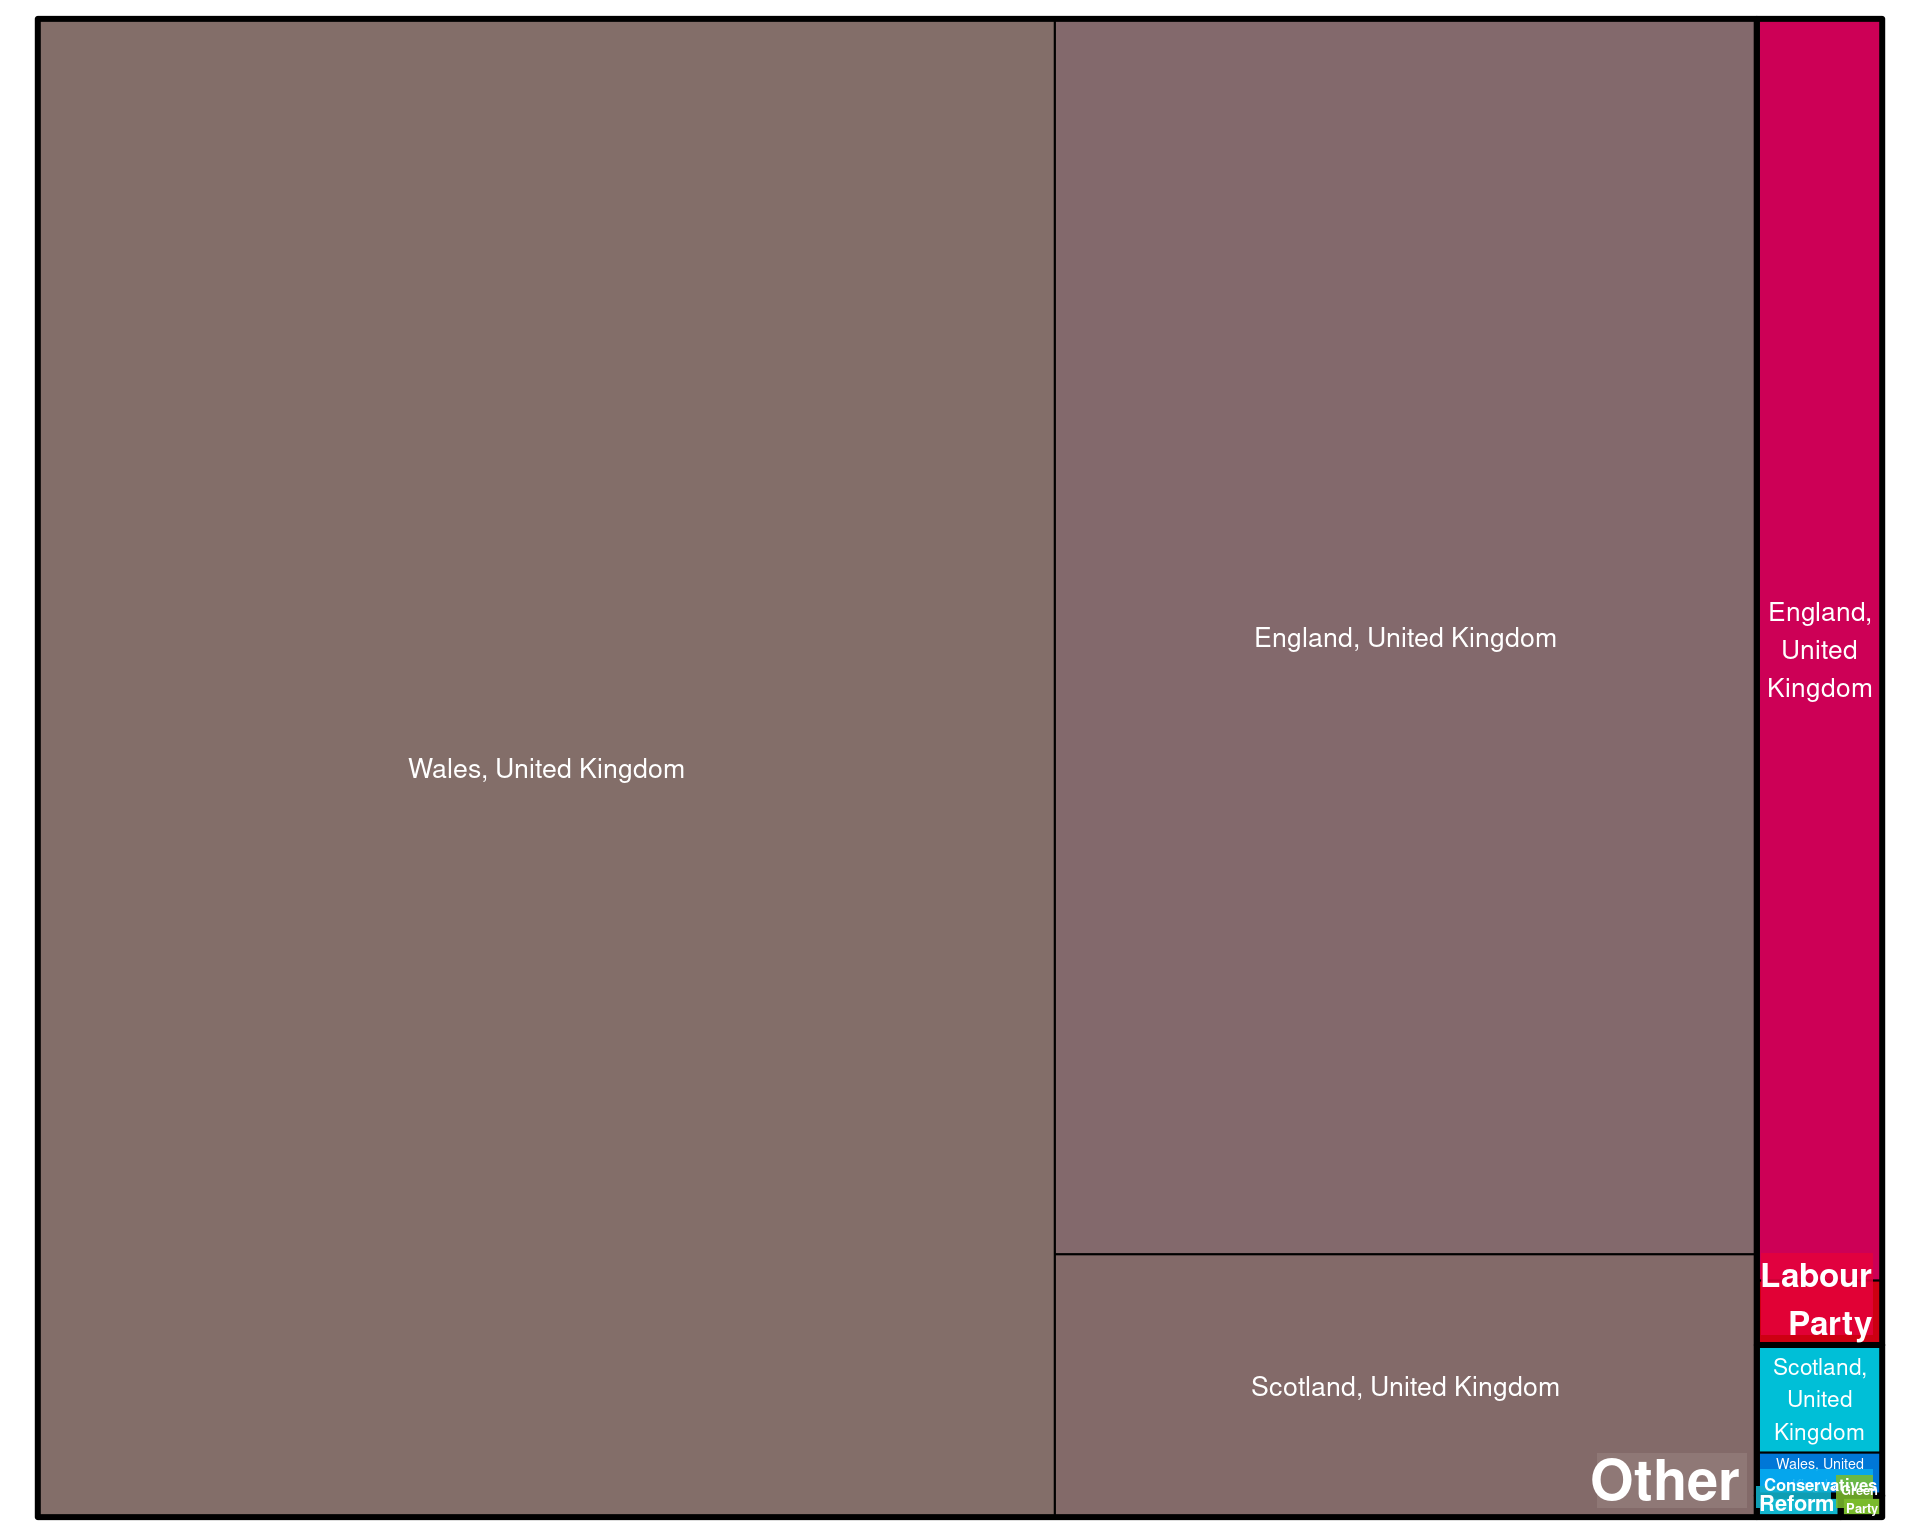 Wales, United Kingdom
England, United Kingdom
Scotland, United Kingdom
Other
England,
United
Kingdom
Labour
Party
Scotland,
United
Kingdom
Wales, United
Conservatives
Green
Party
Reform